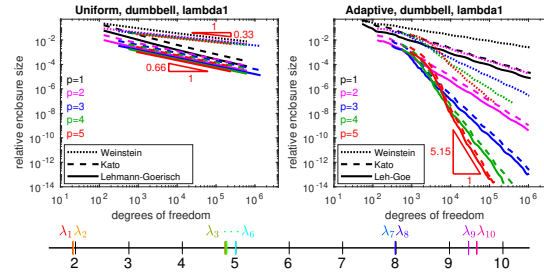 Uniform, dumbbell, lambda1
relative enclosure size
10^-2
10^-4
10^-6
10^-8
10^-10
10^-12
10^-14
1
0.33
0.66
1
p=1
p=2
p=3
p=4
p=5
Weinstein
Kato
Lehmann-Goerisch
10^1 10^2 10^3 10^4 10^5 10^6 10^7
degrees of freedom
Adaptive, dumbbell, lambda1
relative enclosure size
10^-2
10^-4
10^-6
10^-8
10^-10
10^-12
10^-14
p=1
p=2
p=3
p=4
p=5
5.15
1
Weinstein
Kato
Leh-Goe
10^1 10^2 10^3 10^4 10^5 10^6
degrees of freedom
λ1 λ2 λ3 ··· λ6 λ7 λ8 λ9 λ10
2 3 4 5 6 7 8 9 10